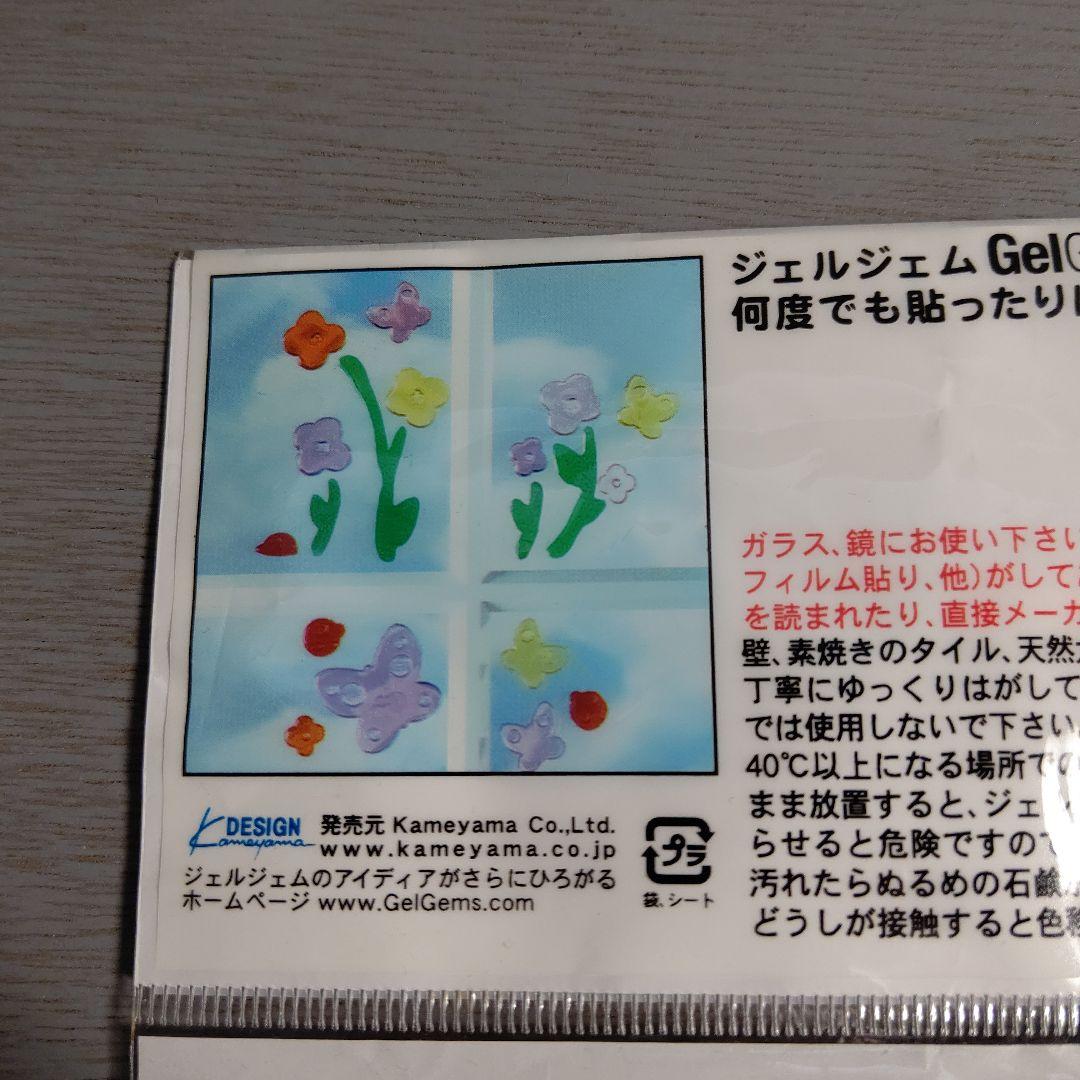 ジェルジェム Gel
何度でも貼ったり
ガラス、鏡にお使い下さい
フィルム貼り、他)がして
を読まれたり、直接メーカ
壁、素焼きのタイル、天然
丁寧にゆっくりはがして
では使用しないで下さい
40℃以上になる場所で
まま放置すると、ジェ
らせると危険ですので
汚れたらぬるめの石鹸
どうしが接触すると色
K DESIGN
Kameyama
発売元 Kameyama Co.,Ltd.
www.kameyama.co.jp
ジェルジェムのアイディアがさらにひろがる
ホームページ www.GelGems.com
プラ
袋、シート